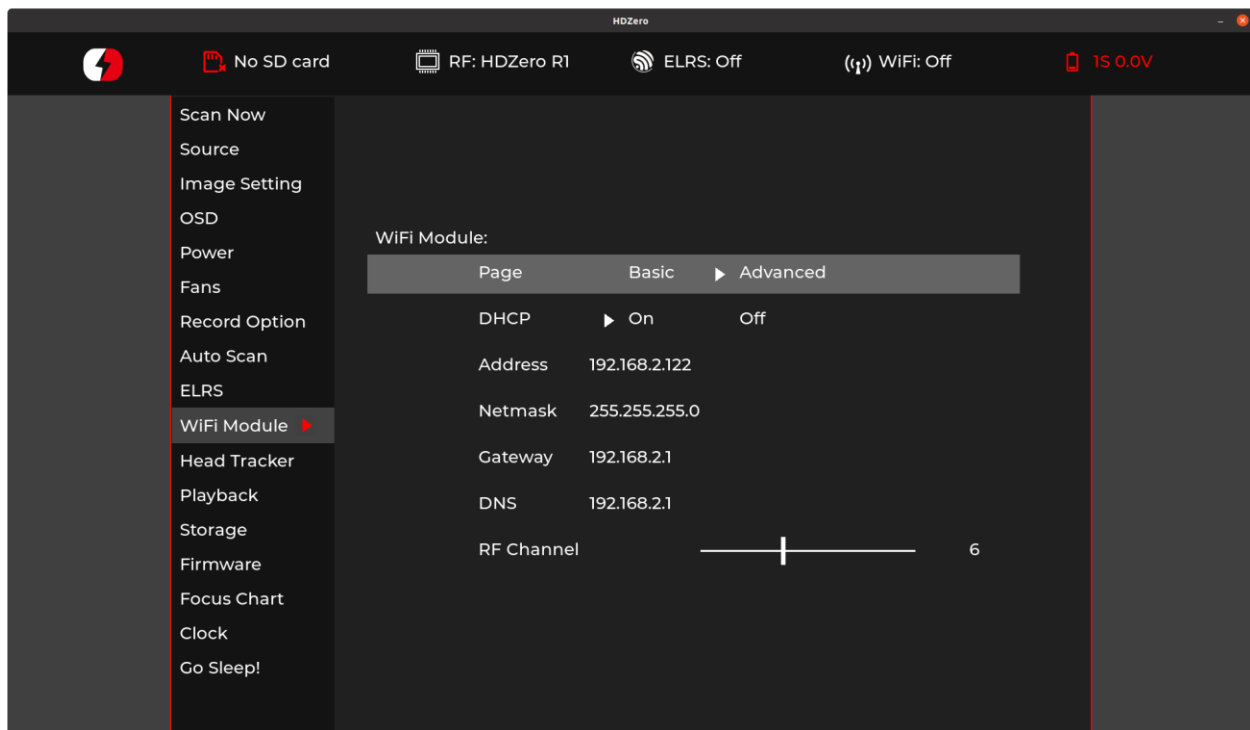 HDZero
No SD card RF: HDZero R1 ELRS: Off WiFi: Off 1S 0.0V
Scan Now
Source
Image Setting
OSD
Power
Fans
Record Option
Auto Scan
ELRS
WiFi Module
Head Tracker
Playback
Storage
Firmware
Focus Chart
Clock
Go Sleep!
WiFi Module:
Page Basic Advanced
DHCP On Off
Address 192.168.2.122
Netmask 255.255.255.0
Gateway 192.168.2.1
DNS 192.168.2.1
RF Channel 6